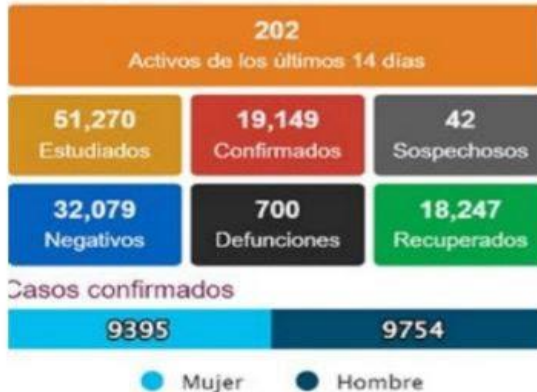 202
Activos de los últimos 14 días
51,270
Estudiados
19,149
Confirmados
42
Sospechosos
32,079
Negativos
700
Defunciones
18,247
Recuperados
Casos confirmados
9395 9754
Mujer Hombre